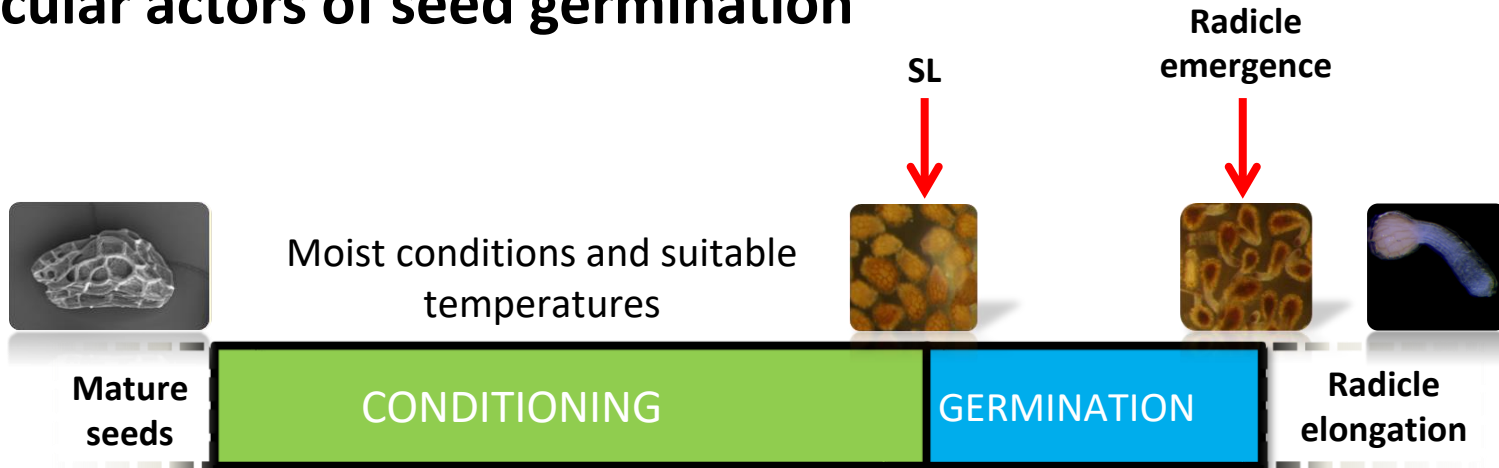 cular actors of seed germination
Radicle
emergence
SL
Moist conditions and suitable
temperatures
Mature
seeds
CONDITIONING
GERMINATION
Radicle
elongation